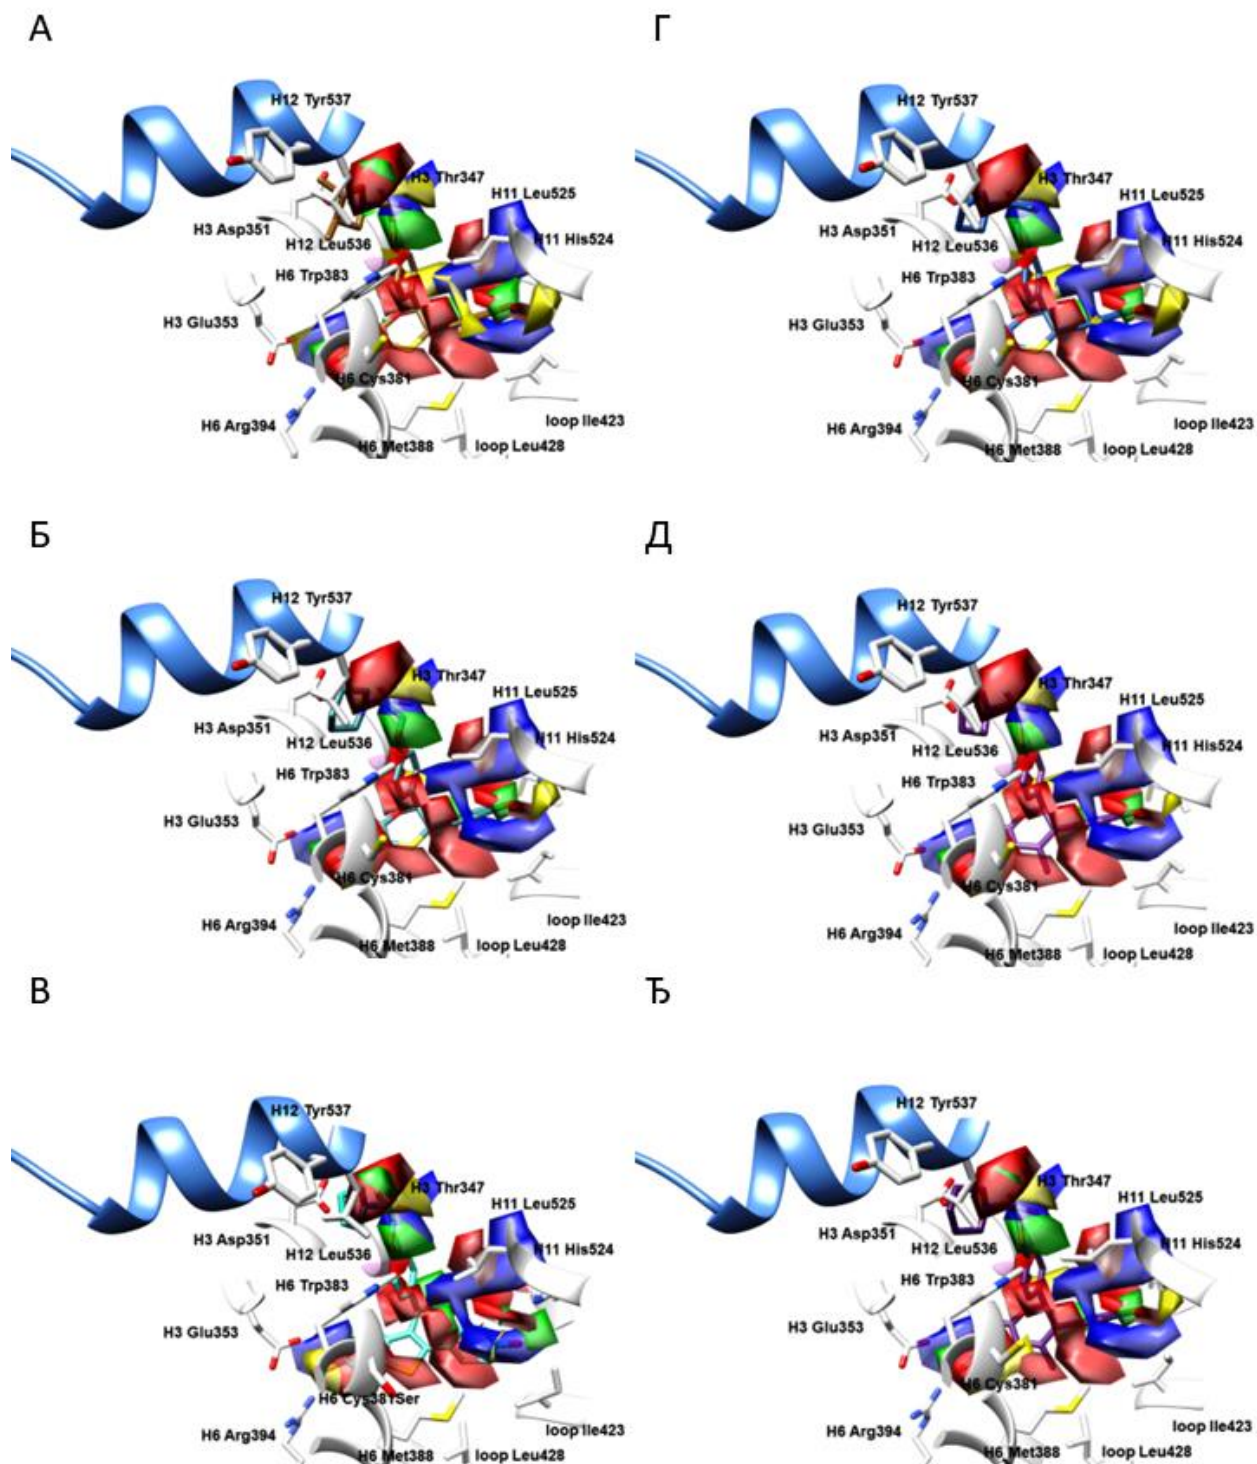 А
H12 Tyr537
H3 Thr347
H11 Leu525
H3 Asp351
H12 Leu536
H11 His524
H6 Trp383
H3 Glu353
H6 Cys381
H6 Arg394
loop Ile423
H6 Met388
loop Leu428
Г
H12 Tyr537
H3 Thr347
H11 Leu525
H3 Asp351
H12 Leu536
H11 His524
H6 Trp383
H3 Glu353
H6 Cys381
H6 Arg394
loop Ile423
H6 Met388
loop Leu428
Б
H12 Tyr537
H3 Thr347
H11 Leu525
H3 Asp351
H12 Leu536
H11 His524
H6 Trp383
H3 Glu353
H6 Cys381
H6 Arg394
loop Ile423
H6 Met388
loop Leu428
Д
H12 Tyr537
H3 Thr347
H11 Leu525
H3 Asp351
H12 Leu536
H11 His524
H6 Trp383
H3 Glu353
H6 Cys381
H6 Arg394
loop Ile423
H6 Met388
loop Leu428
В
H12 Tyr537
H3 Thr347
H11 Leu525
H3 Asp351
H12 Leu536
H11 His524
H6 Trp383
H3 Glu353
H6 Cys381Ser
H6 Arg394
loop Ile423
H6 Met388
loop Leu428
Ђ
H12 Tyr537
H3 Thr347
H11 Leu525
H3 Asp351
H12 Leu536
H11 His524
H6 Trp383
H3 Glu353
H6 Cys381
H6 Arg394
loop Ile423
H6 Met388
loop Leu428